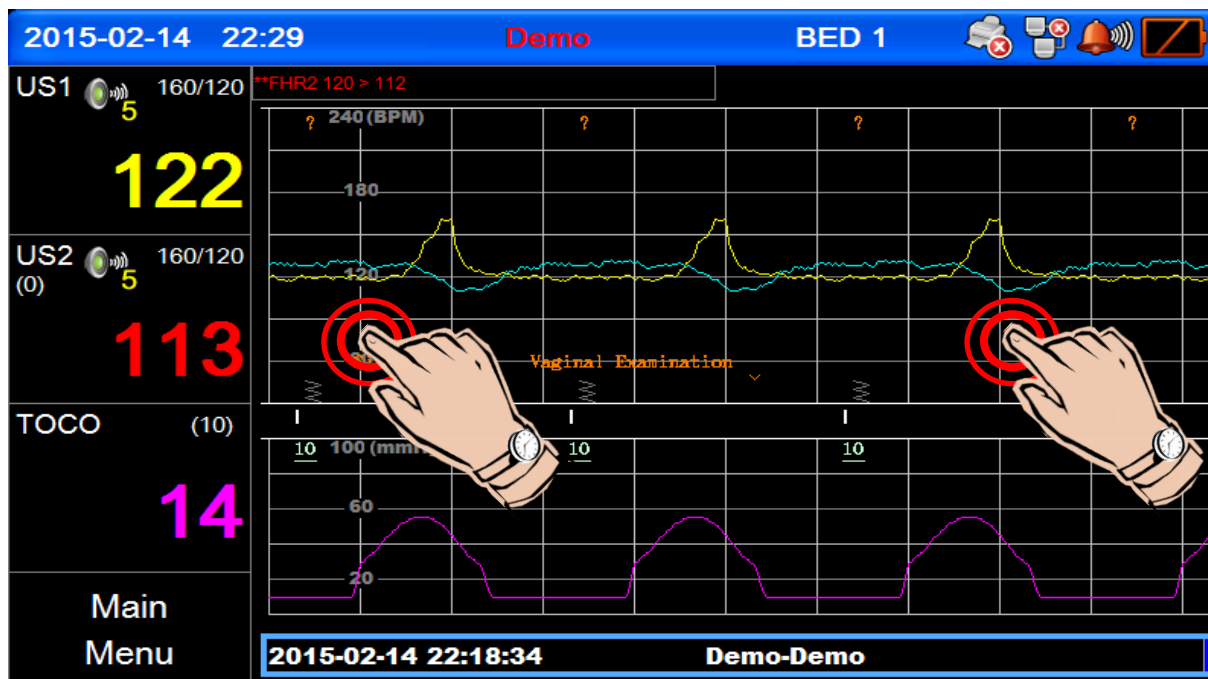 2015-02-14 22:29 Demo BED 1
US1 160/120
5
122
**FHR2 120 > 112
? 240 (BPM) ? ? ?
180
US2 160/120
(0) 5
120
113
Vaginal Examination
TOCO (10)
10 100 (mm 10 10
14
60
20
Main
Menu
2015-02-14 22:18:34 Demo-Demo